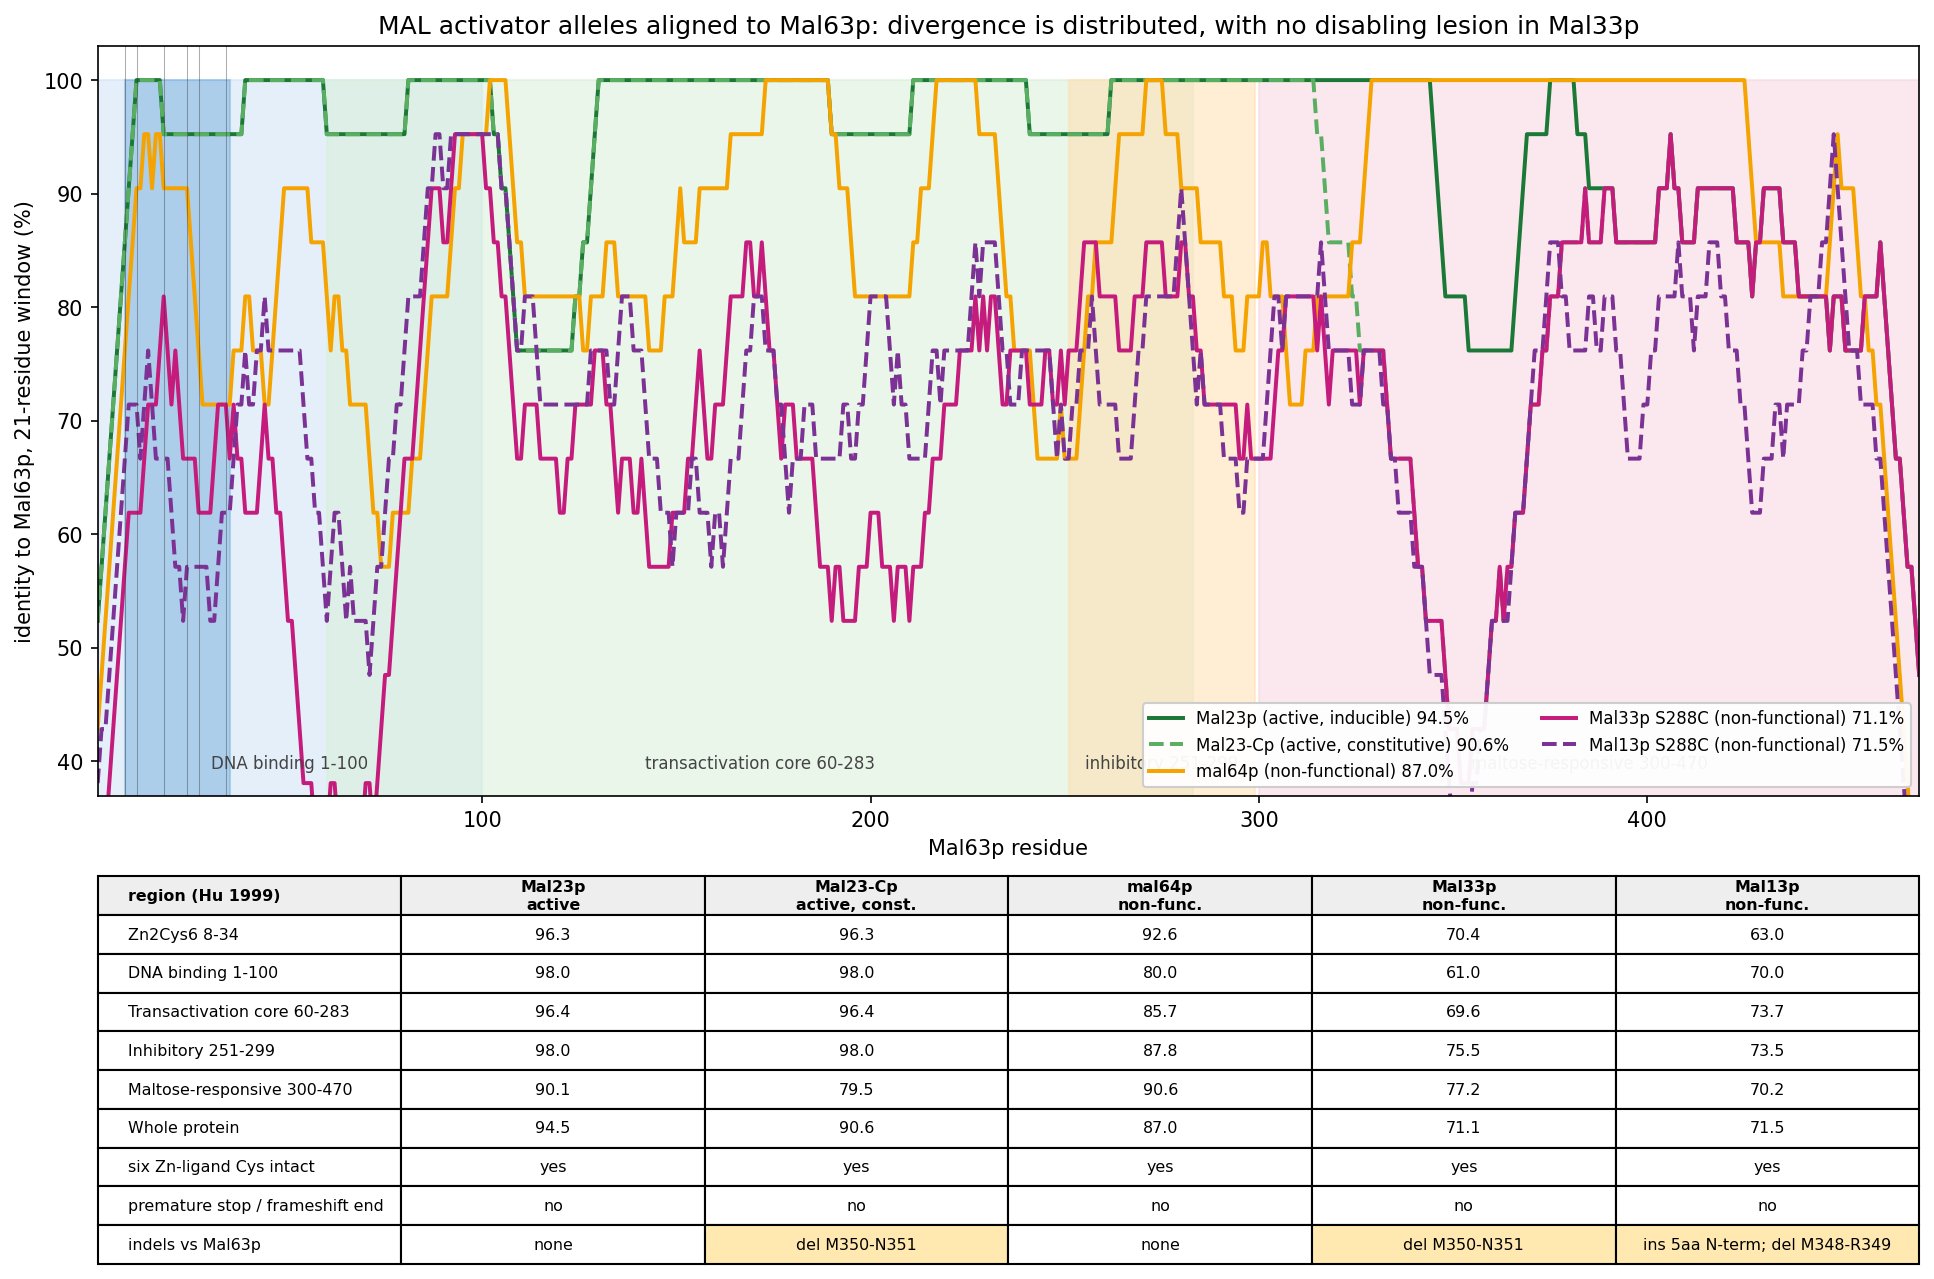 MAL activator alleles aligned to Mal63p: divergence is distributed, with no disabling lesion in Mal33p
identity to Mal63p, 21-residue window (%)
100
90
80
70
60
50
40
DNA binding 1-100
transactivation core 60-283
inhibitory 251-299
maltose-responsive 300-470
Mal23p (active, inducible) 94.5%
Mal23-Cp (active, constitutive) 90.6%
mal64p (non-functional) 87.0%
Mal33p S288C (non-functional) 71.1%
Mal13p S288C (non-functional) 71.5%
100 200 300 400
Mal63p residue
region (Hu 1999) Mal23p active Mal23-Cp active, const. mal64p non-func. Mal33p non-func. Mal13p non-func.
Zn2Cys6 8-34 96.3 96.3 92.6 70.4 63.0
DNA binding 1-100 98.0 98.0 80.0 61.0 70.0
Transactivation core 60-283 96.4 96.4 85.7 69.6 73.7
Inhibitory 251-299 98.0 98.0 87.8 75.5 73.5
Maltose-responsive 300-470 90.1 79.5 90.6 77.2 70.2
Whole protein 94.5 90.6 87.0 71.1 71.5
six Zn-ligand Cys intact yes yes yes yes yes
premature stop / frameshift end no no no no no
indels vs Mal63p none del M350-N351 none del M350-N351 ins 5aa N-term; del M348-R349